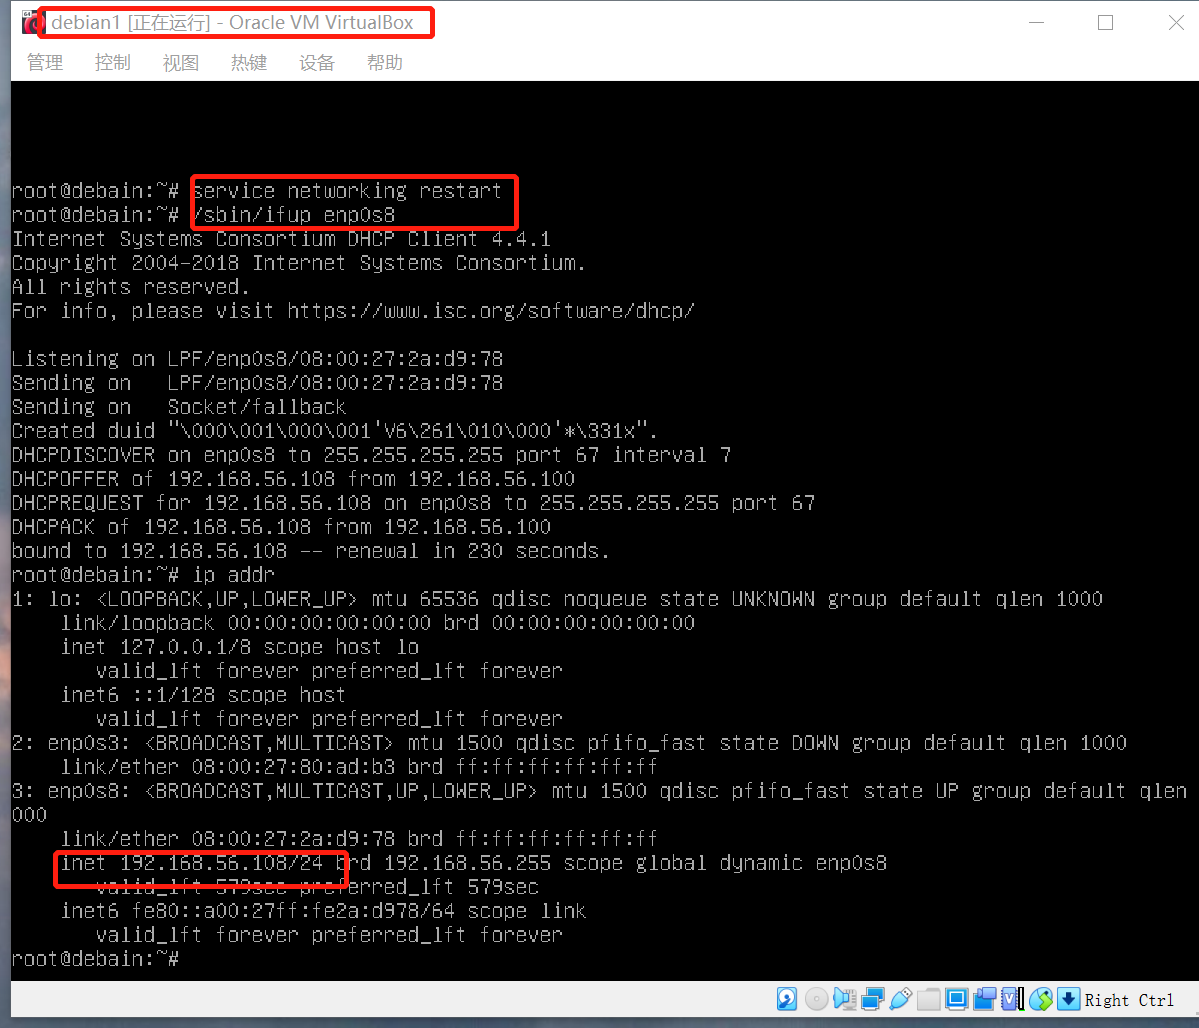 debian1 [正在运行] - Oracle VM VirtualBox
管理 控制 视图 热键 设备 帮助
root@debain:~# service networking restart
root@debain:~# /sbin/ifup enp0s8
Internet Systems Consortium DHCP Client 4.4.1
Copyright 2004-2018 Internet Systems Consortium.
All rights reserved.
For info, please visit https://www.isc.org/software/dhcp/
Listening on LPF/enp0s8/08:00:27:2a:d9:78
Sending on   LPF/enp0s8/08:00:27:2a:d9:78
Sending on   Socket/fallback
Created duid "\000\001\000\001'V6\261\010\000'*\331x".
DHCPDISCOVER on enp0s8 to 255.255.255.255 port 67 interval 7
DHCPOFFER of 192.168.56.108 from 192.168.56.100
DHCPREQUEST for 192.168.56.108 on enp0s8 to 255.255.255.255 port 67
DHCPACK of 192.168.56.108 from 192.168.56.100
bound to 192.168.56.108 -- renewal in 230 seconds.
root@debain:~# ip addr
1: lo: <LOOPBACK,UP,LOWER_UP> mtu 65536 qdisc noqueue state UNKNOWN group default qlen 1000
    link/loopback 00:00:00:00:00:00 brd 00:00:00:00:00:00
    inet 127.0.0.1/8 scope host lo
       valid_lft forever preferred_lft forever
    inet6 ::1/128 scope host
       valid_lft forever preferred_lft forever
2: enp0s3: <BROADCAST,MULTICAST> mtu 1500 qdisc pfifo_fast state DOWN group default qlen 1000
    link/ether 08:00:27:80:ad:b3 brd ff:ff:ff:ff:ff:ff
3: enp0s8: <BROADCAST,MULTICAST,UP,LOWER_UP> mtu 1500 qdisc pfifo_fast state UP group default qlen
000
    link/ether 08:00:27:2a:d9:78 brd ff:ff:ff:ff:ff:ff
    inet 192.168.56.108/24 brd 192.168.56.255 scope global dynamic enp0s8
       valid_lft 579sec preferred_lft 579sec
    inet6 fe80::a00:27ff:fe2a:d978/64 scope link
       valid_lft forever preferred_lft forever
root@debain:~#
Right Ctrl